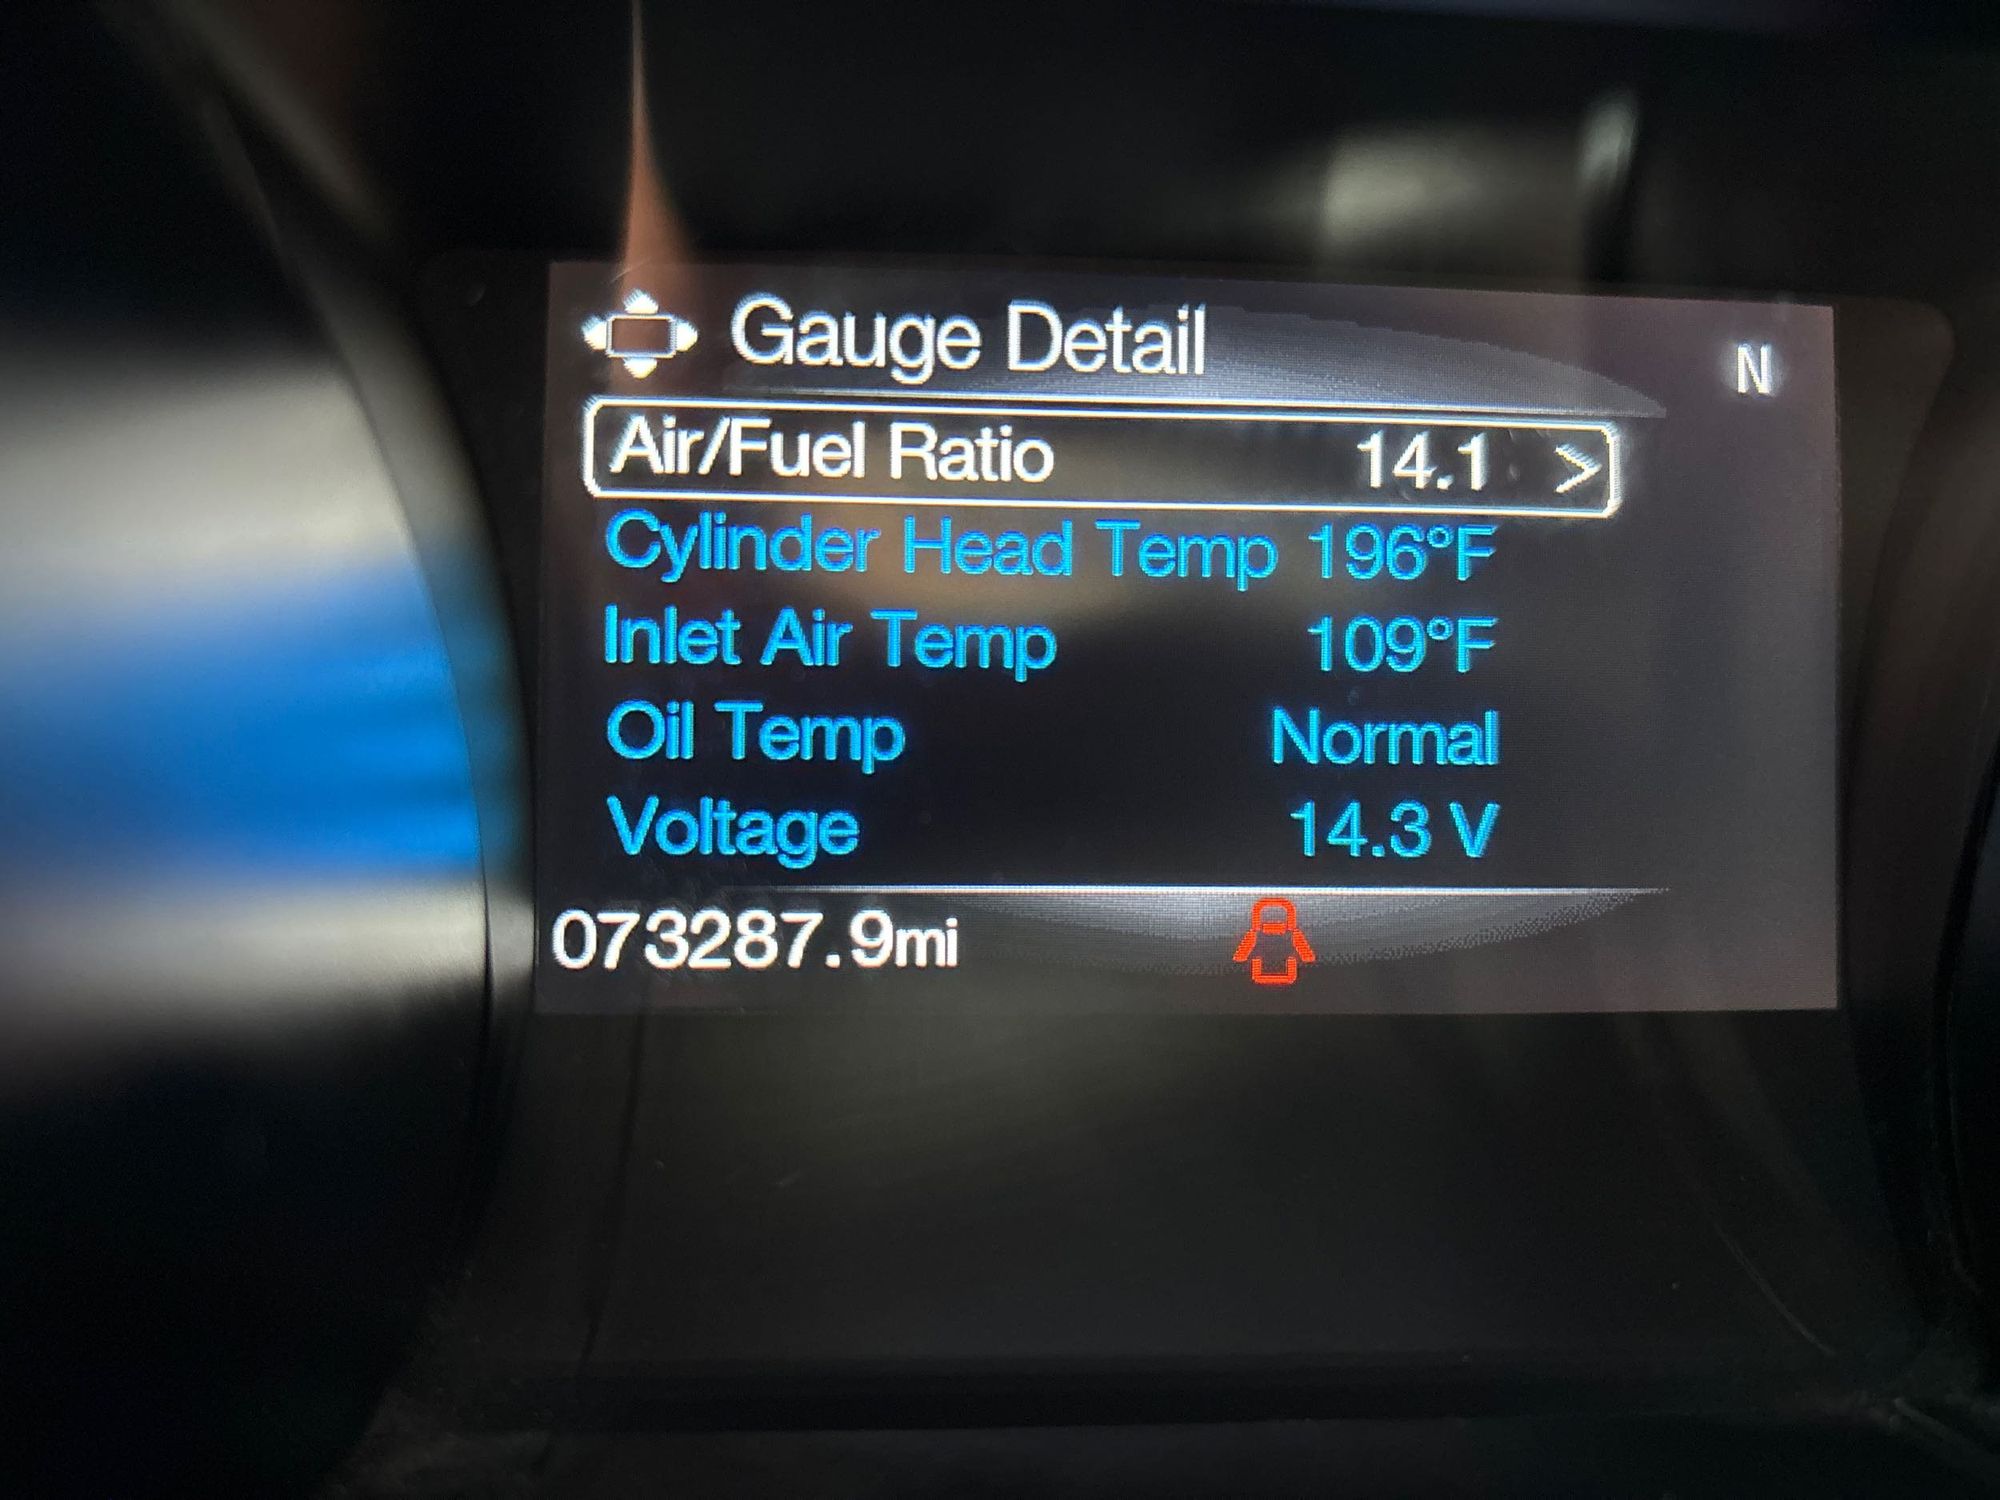 Gauge Detail
N
Air/Fuel Ratio 14.1 >
Cylinder Head Temp 196°F
Inlet Air Temp 109°F
Oil Temp Normal
Voltage 14.3 V
073287.9mi